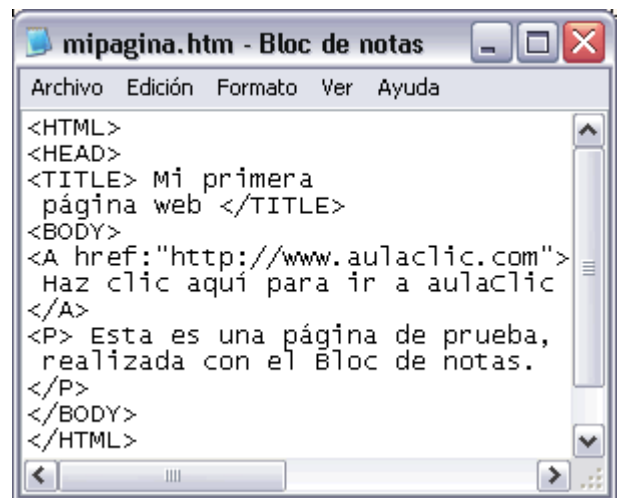 mipagina.htm - Bloc de notas
Archivo Edición Formato Ver Ayuda
<HTML>
<HEAD>
<TITLE> Mi primera
página web </TITLE>
<BODY>
<A href:"http://www.aulaclic.com">
Haz clic aquí para ir a aulaClic
</A>
<P> Esta es una página de prueba,
realizada con el Bloc de notas.
</P>
</BODY>
</HTML>